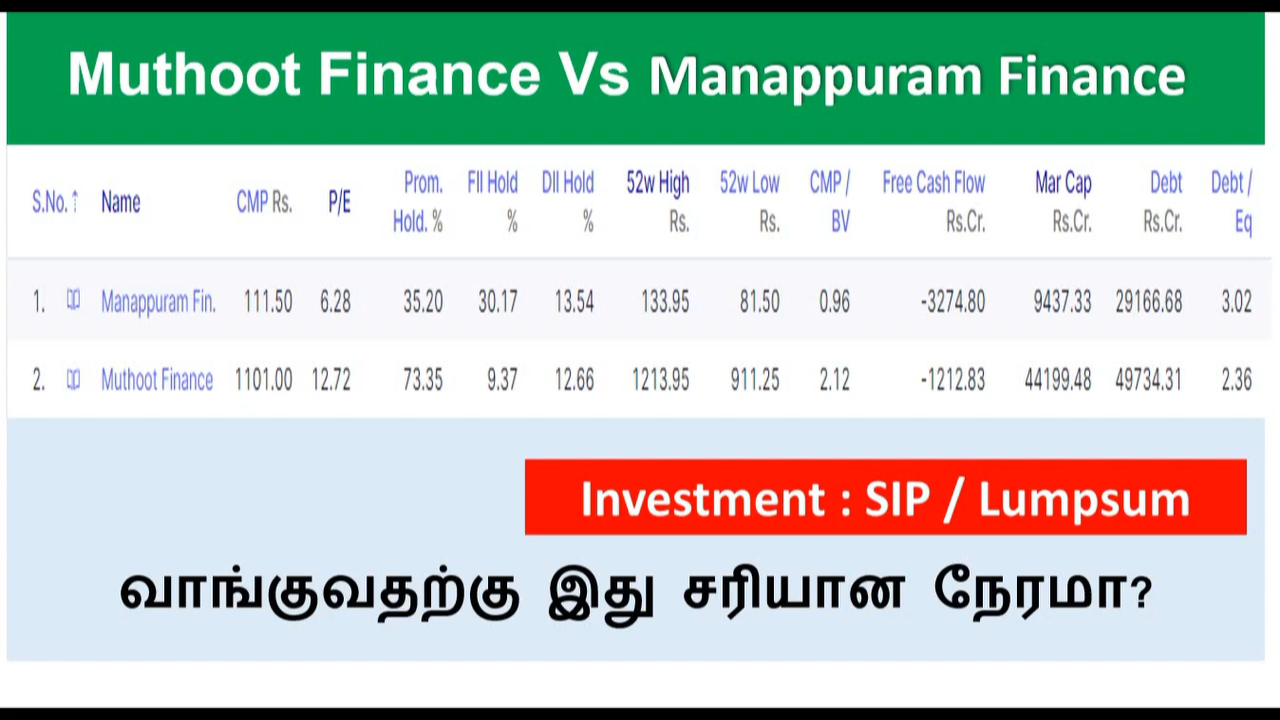 Muthoot Finance Vs Manappuram Finance
S.No.↑ Name CMP Rs. P/E Prom. Hold. % FII Hold % DII Hold % 52w High Rs. 52w Low Rs. CMP / BV Free Cash Flow Rs.Cr. Mar Cap Rs.Cr. Debt Rs.Cr. Debt / Eq
1. Manappuram Fin. 111.50 6.28 35.20 30.17 13.54 133.95 81.50 0.96 -3274.80 9437.33 29166.68 3.02
2. Muthoot Finance 1101.00 12.72 73.35 9.37 12.66 1213.95 911.25 2.12 -1212.83 44199.48 49734.31 2.36
Investment : SIP / Lumpsum
வாங்குவதற்கு இது சரியான நேரமா?